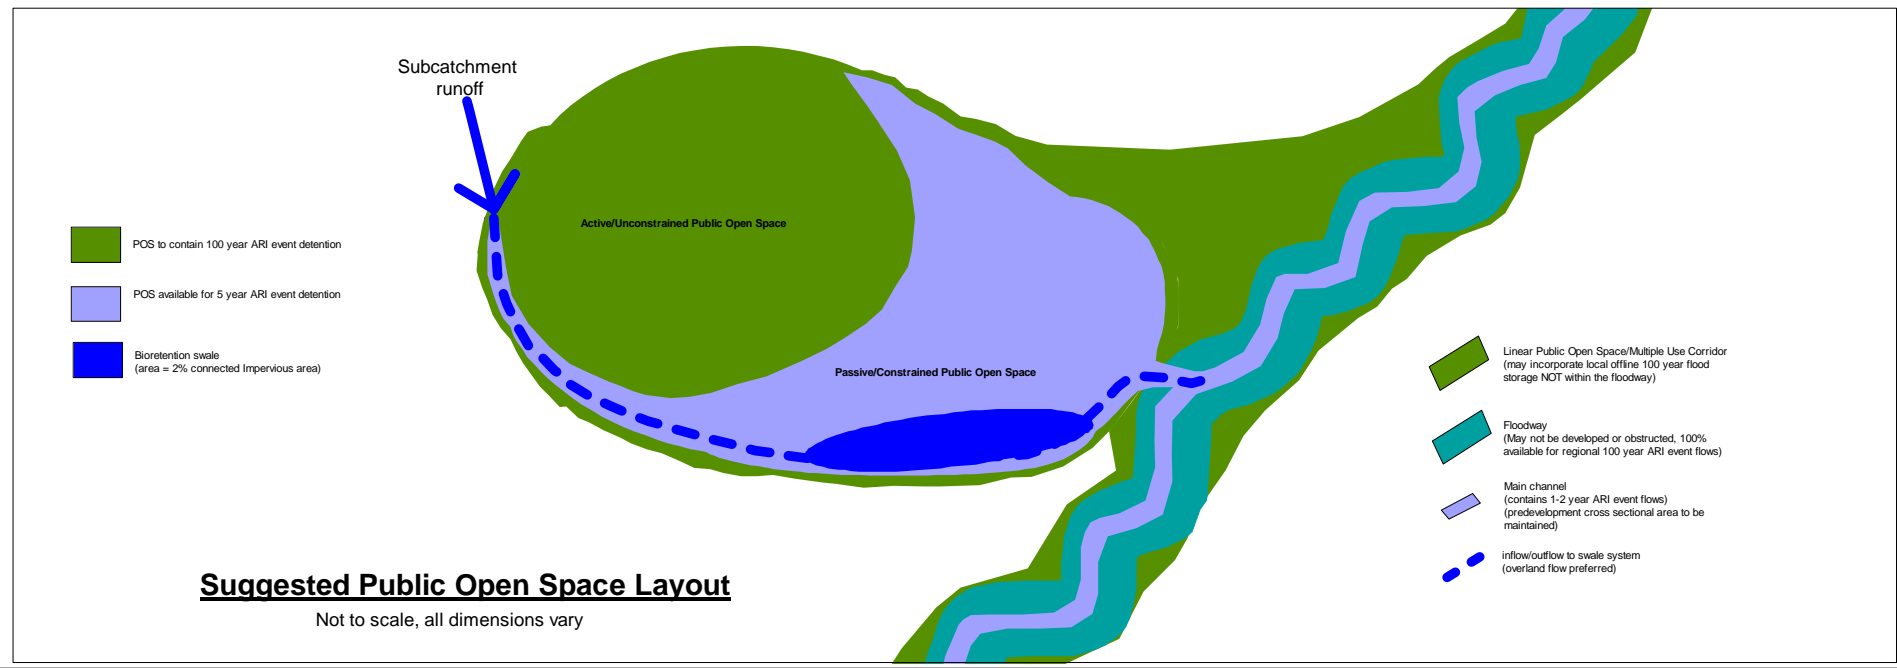 Subcatchment
runoff
Active/Unconstrained Public Open Space
POS to contain 100 year ARI event detention
POS available for 5 year ARI event detention
Bioretention swale
(area = 2% connected Impervious area)
Passive/Constrained Public Open Space
Linear Public Open Space/Multiple Use Corridor
(may incorporate local offline 100 year flood
storage NOT within the floodway)
Floodway
(May not be developed or obstructed, 100%
available for regional 100 year ARI event flows)
Main channel
(contains 1-2 year ARI event flows)
(predevelopment cross sectional area to be
maintained)
inflow/outflow to swale system
(overland flow preferred)
Suggested Public Open Space Layout
Not to scale, all dimensions vary